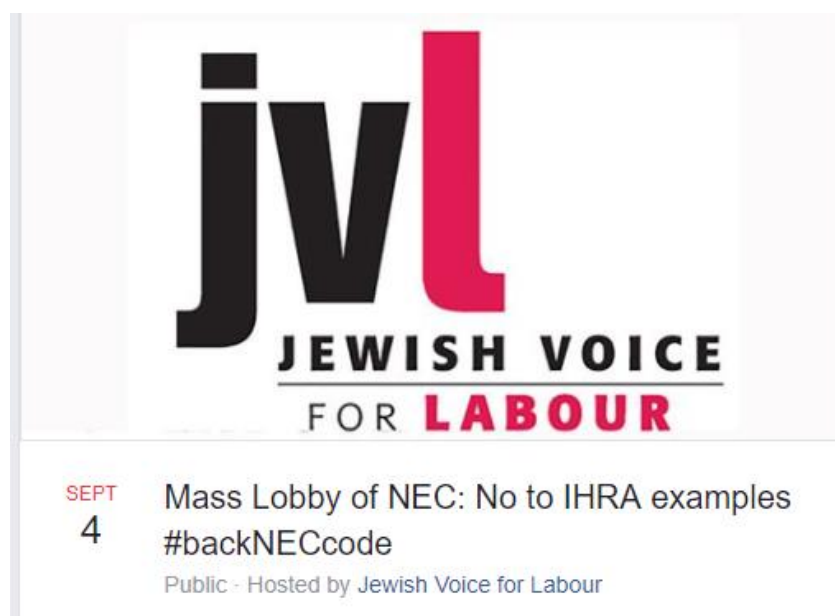 jvl
JEWISH VOICE
FOR LABOUR
SEPT
4
Mass Lobby of NEC: No to IHRA examples
#backNECcode
Public · Hosted by Jewish Voice for Labour